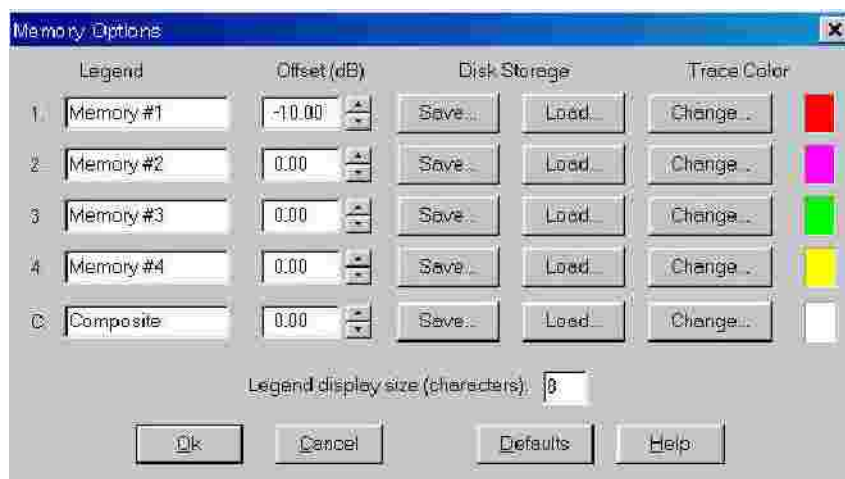 Memory Options
Legend Offset (dB) Disk Storage Trace Color
1. Memory #1 -10.00 Save... Load... Change...
2 Memory #2 0.00 Save... Load... Change...
3 Memory #3 0.00 Save... Load... Change...
4 Memory #4 0.00 Save... Load... Change...
C Composite 0.00 Save... Load... Change...
Legend display size (characters):
Ok Cancel Defaults Help